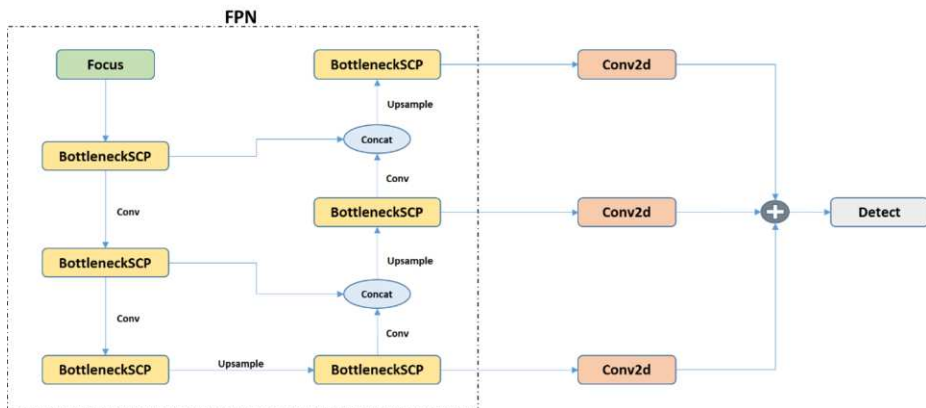 FPN
Focus
BottleneckSCP
Conv2d
Upsample
Concat
BottleneckSCP
Conv
Conv
BottleneckSCP
Conv2d
Detect
BottleneckSCP
Upsample
Concat
Conv
Conv
BottleneckSCP
Upsample
BottleneckSCP
Conv2d